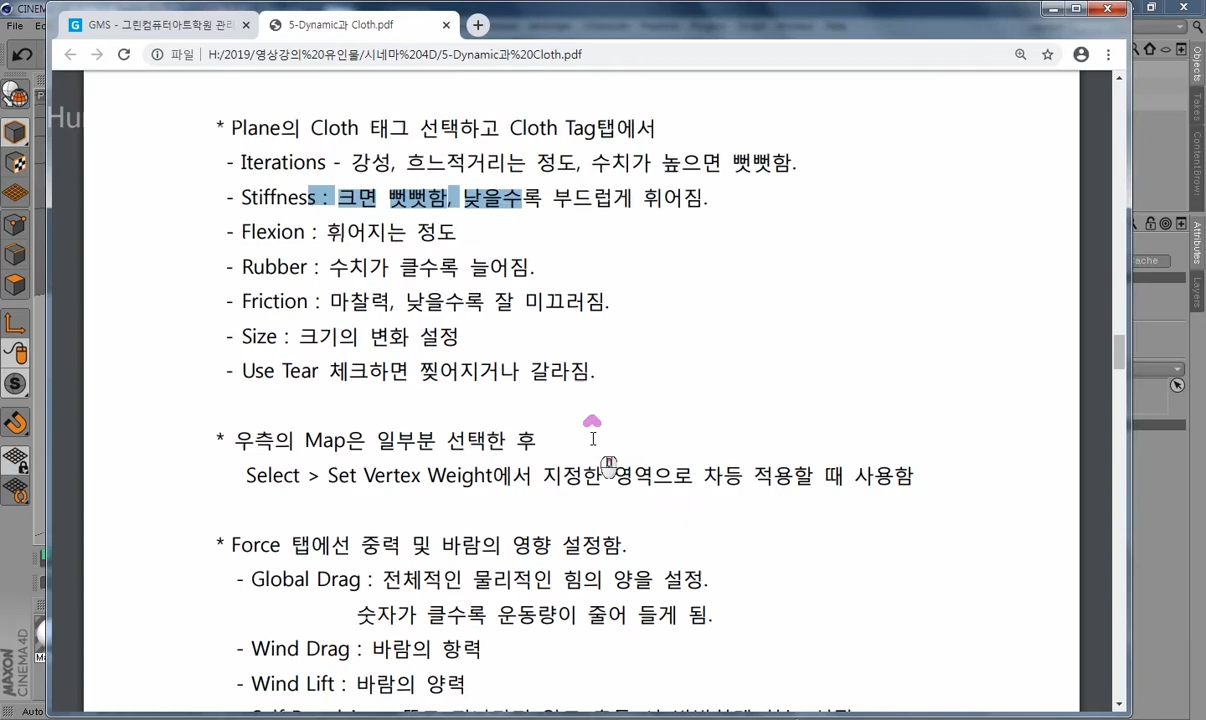 CINEM
GMS - 그린컴퓨터아트학원 관리
5-Dynamic과 Cloth.pdf
File
파일
H:/2019/영상강의%20유인물/시네마%204D/5-Dynamic과%20Cloth.pdf
Objects
Takes
Content Brows
Attributes
Layers
ache
Hu
* Plane의 Cloth 태그 선택하고 Cloth Tag탭에서
- Iterations - 강성, 흐느적거리는 정도, 수치가 높으면 뻣뻣함.
- Stiffness : 크면 뻣뻣함, 낮을수록 부드럽게 휘어짐.
- Flexion : 휘어지는 정도
- Rubber : 수치가 클수록 늘어짐.
- Friction : 마찰력, 낮을수록 잘 미끄러짐.
- Size : 크기의 변화 설정
- Use Tear 체크하면 찢어지거나 갈라짐.
* 우측의 Map은 일부분 선택한 후
Select > Set Vertex Weight에서 지정한 영역으로 차등 적용할 때 사용함
* Force 탭에선 중력 및 바람의 영향 설정함.
- Global Drag : 전체적인 물리적인 힘의 양을 설정.
숫자가 클수록 운동량이 줄어 들게 됨.
- Wind Drag : 바람의 항력
- Wind Lift : 바람의 양력
MAXON
CINEMA 4D
Auto